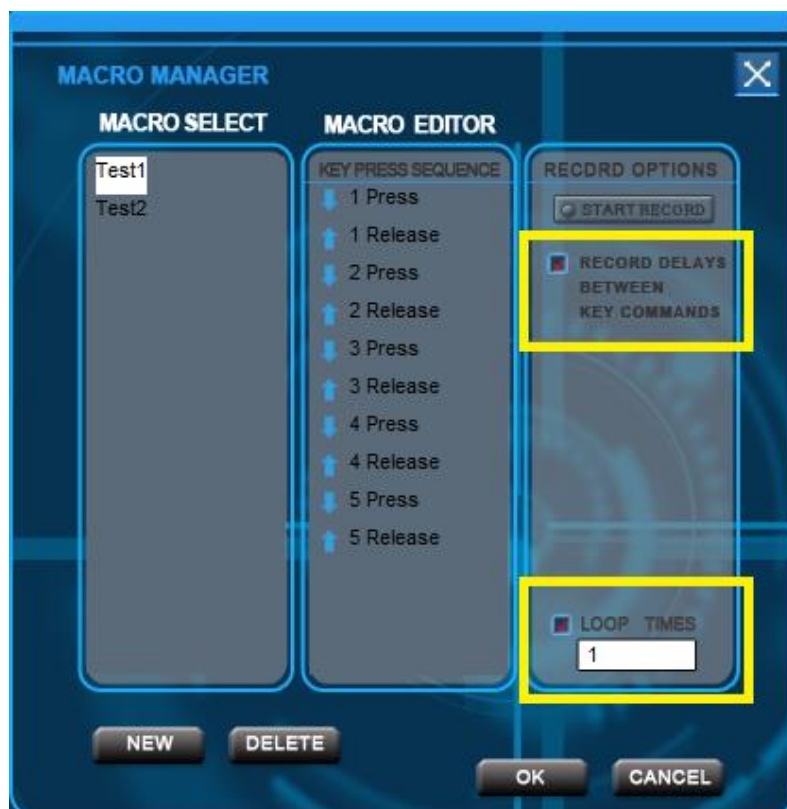 MACRO MANAGER
MACRO SELECT
MACRO EDITOR
Test1
Test2
KEY PRESS SEQUENCE
1 Press
1 Release
2 Press
2 Release
3 Press
3 Release
4 Press
4 Release
5 Press
5 Release
RECORD OPTIONS
START RECORD
RECORD DELAYS
BETWEEN
KEY COMMANDS
LOOP TIMES
1
NEW
DELETE
OK
CANCEL